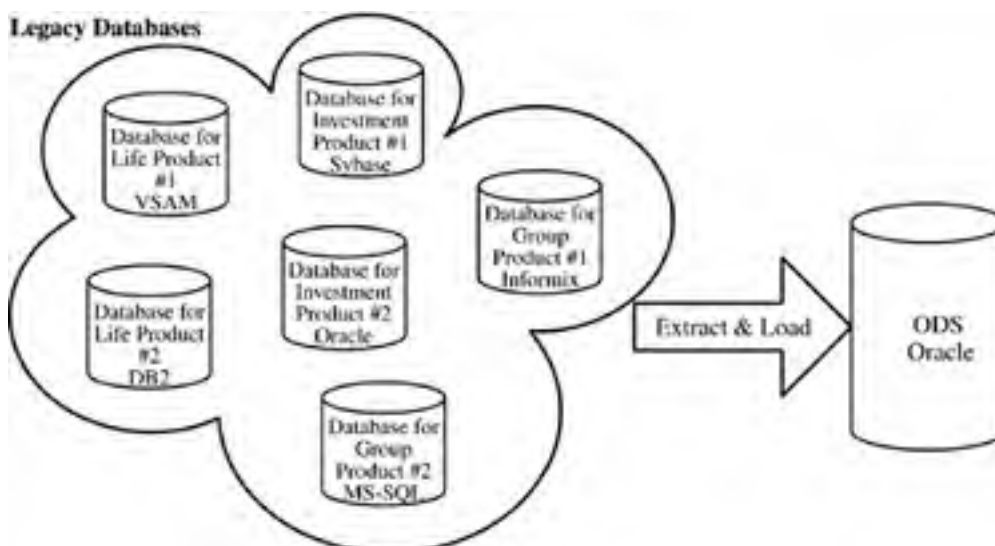 Legacy Databases
Database for
Investment
Product #1
Sybase
Database for
Life Product
#1
VSAM
Database for
Group
Product #1
Informix
Database for
Investment
Product #2
Oracle
Database for
Life Product
#2
DB2
Database for
Group
Product #2
MS-SQL
Extract & Load
ODS
Oracle